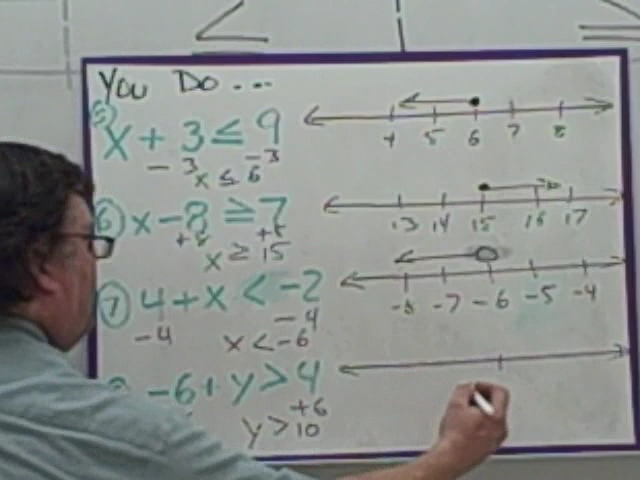 You Do...
5) x + 3 ≤ 9
- 3 - 3
x ≤ 6
4 5 6 7 8
6) x - 8 ≥ 7
+8 +8
x ≥ 15
13 14 15 16 17
7) 4 + x < -2
-4 -4
x < -6
-8 -7 -6 -5 -4
-6 + y > 4
+6
y > 10